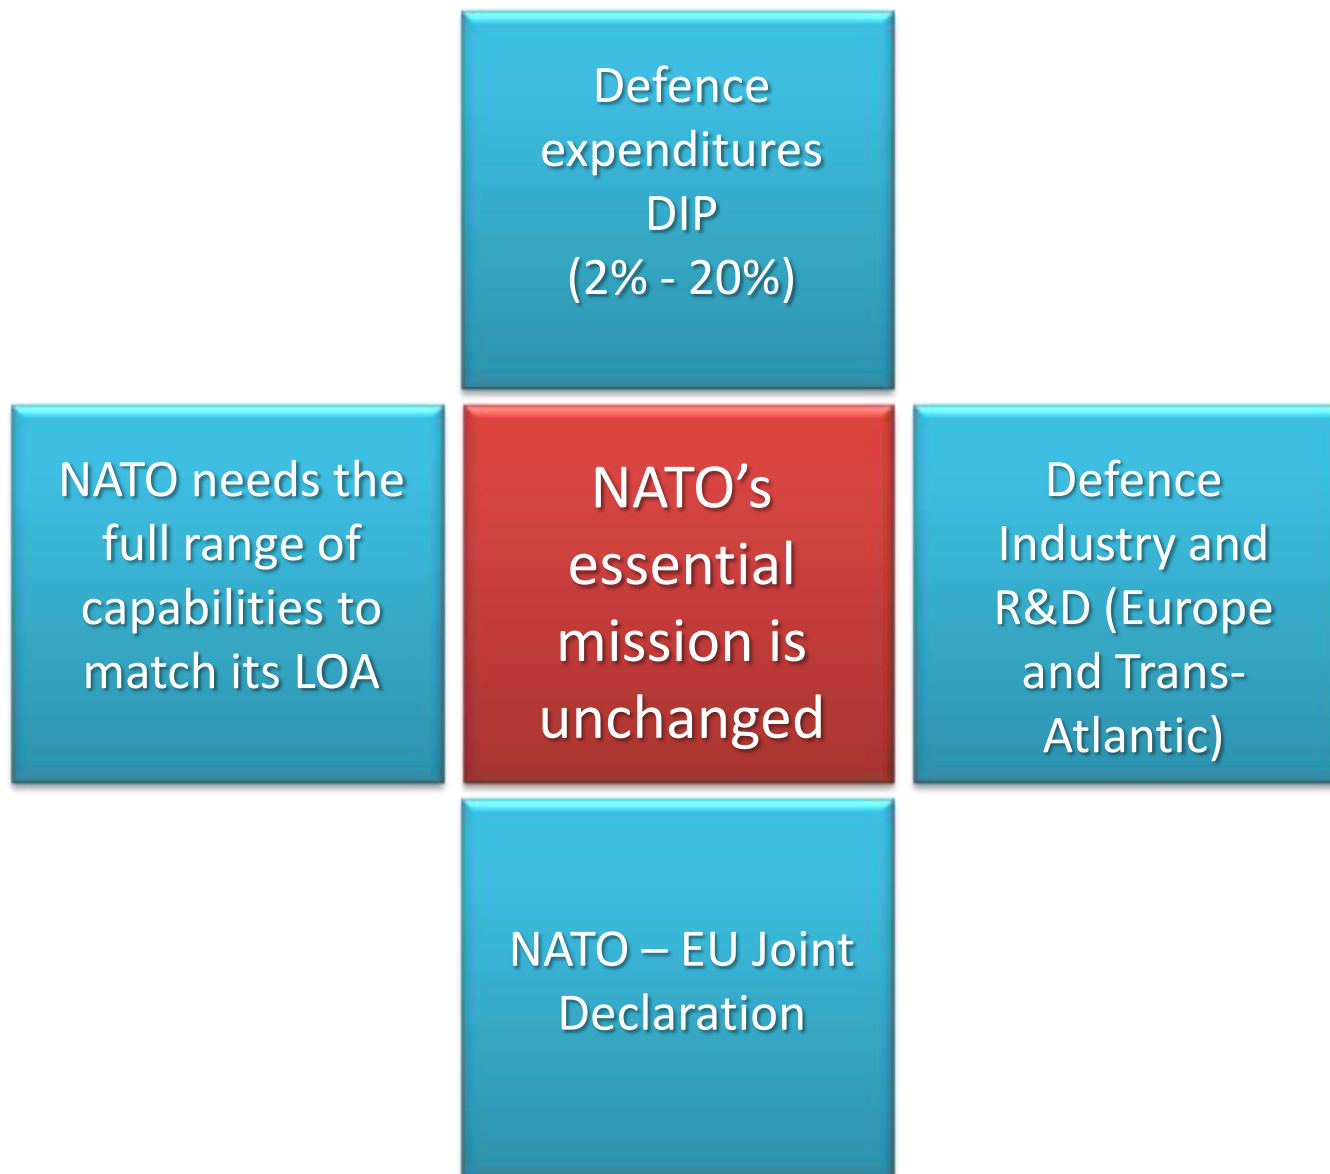 Defence
expenditures
DIP
(2% - 20%)
NATO needs the
full range of
capabilities to
match its LOA
NATO’s
essential
mission is
unchanged
Defence
Industry and
R&D (Europe
and Trans-
Atlantic)
NATO – EU Joint
Declaration